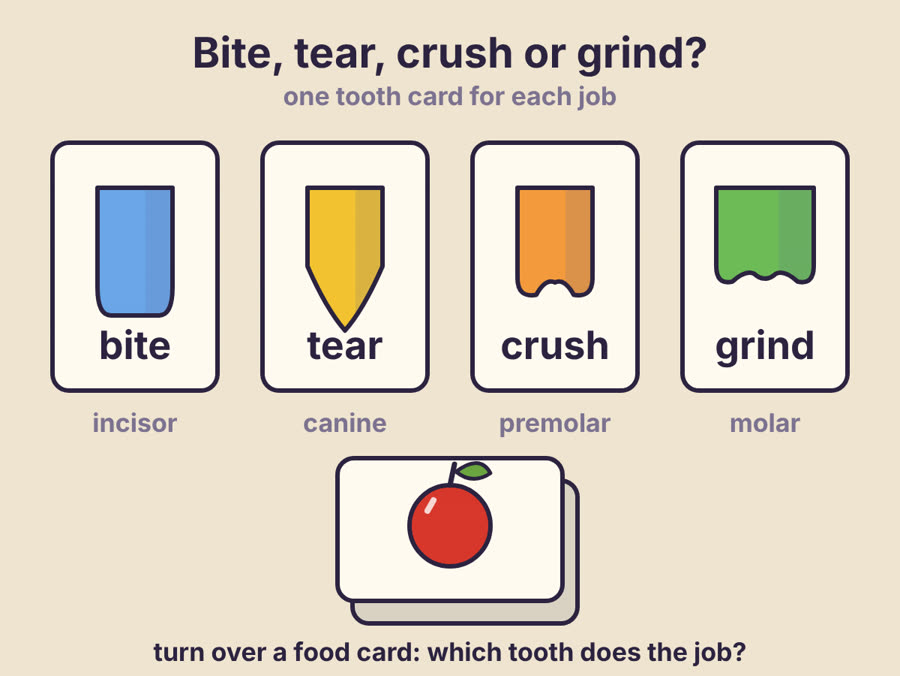 Bite, tear, crush or grind?
one tooth card for each job
bite
tear
crush
grind
incisor
canine
premolar
molar
turn over a food card: which tooth does the job?